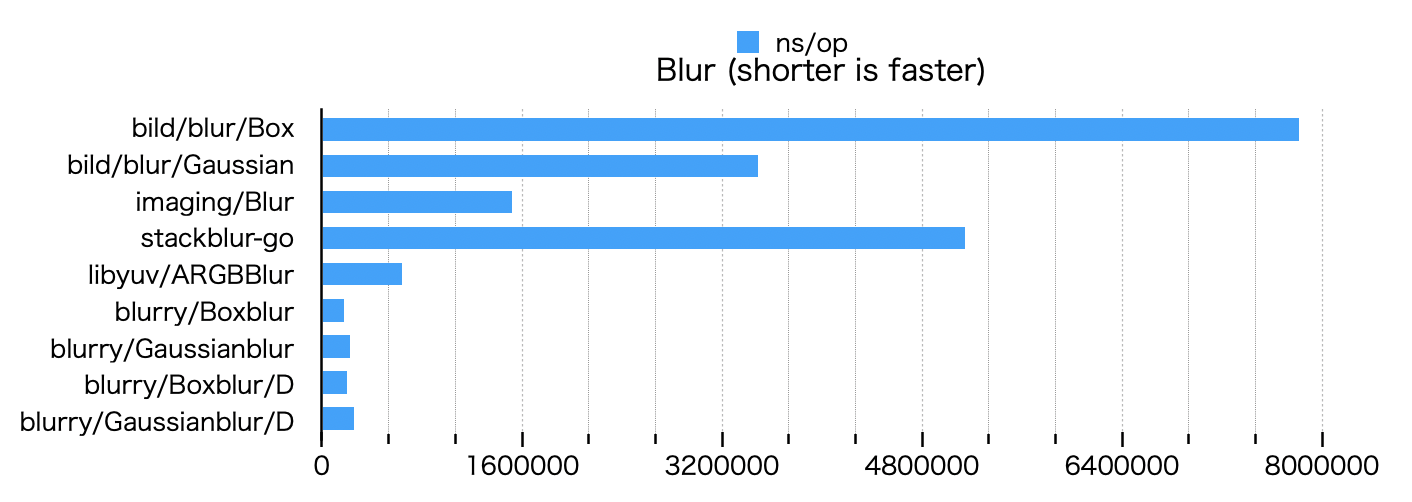 ns/op
Blur (shorter is faster)
bild/blur/Box
bild/blur/Gaussian
imaging/Blur
stackblur-go
libyuv/ARGBBlur
blurry/Boxblur
blurry/Gaussianblur
blurry/Boxblur/D
blurry/Gaussianblur/D
0 1600000 3200000 4800000 6400000 8000000